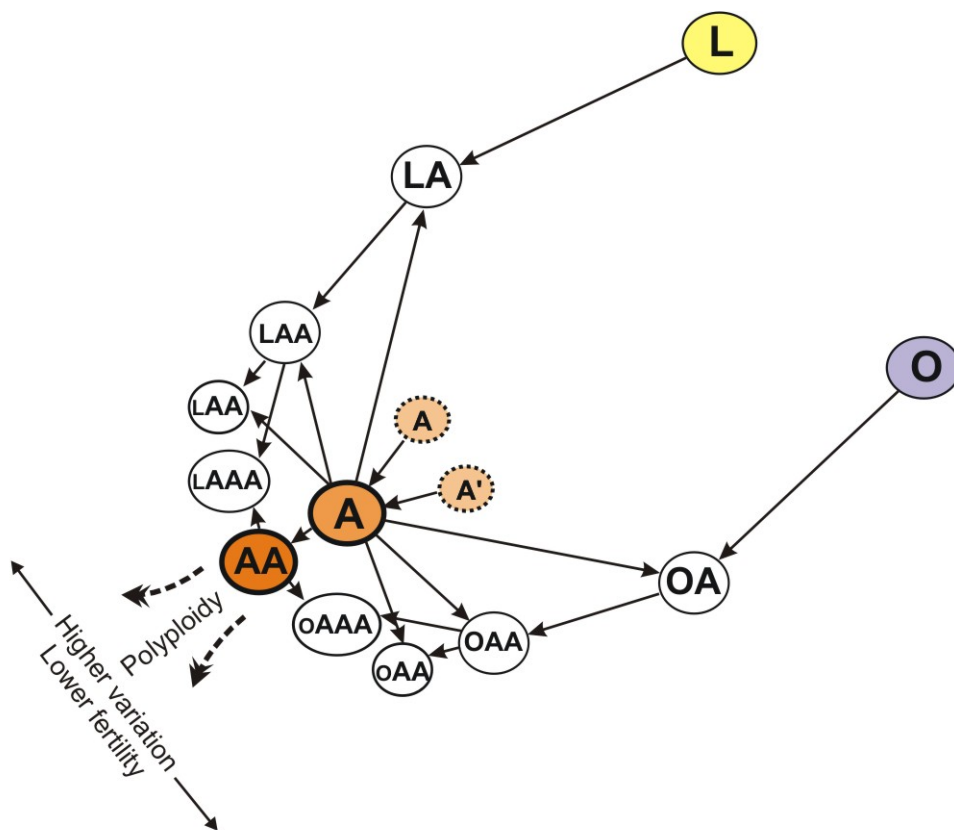 L
LA
LAA
O
LAA
A
LAAA
A'
A
AA
OA
OAAA
OAA
OAA
Polyploidy
Higher variation
Lower fertility